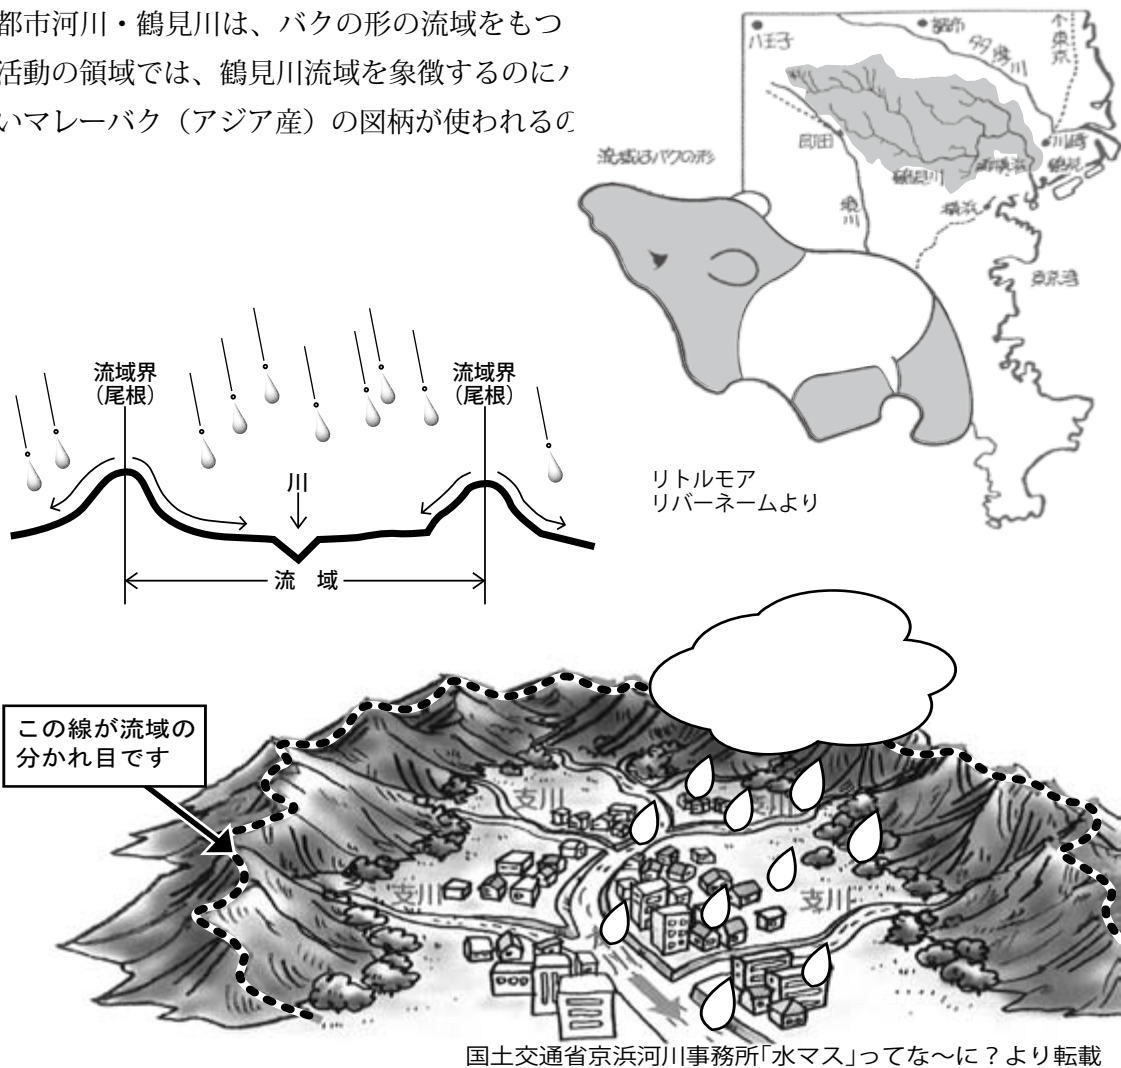 都市河川・鶴見川は、バクの形の流域をもつ
活動の領域では、鶴見川流域を象徴するのに
いマレーバク（アジア産）の図柄が使われるの
八王子
都市
多摩川
東京
町田
川崎
鶴見
鶴見川
新横浜
境川
横浜
東京湾
流域はバクの形
リトルモア
リバーネームより
流域界
（尾根）
流域界
（尾根）
川
流 域
この線が流域の
分かれ目です
支川
支川
支川
支川
国土交通省京浜河川事務所「水マス」ってな～に？より転載